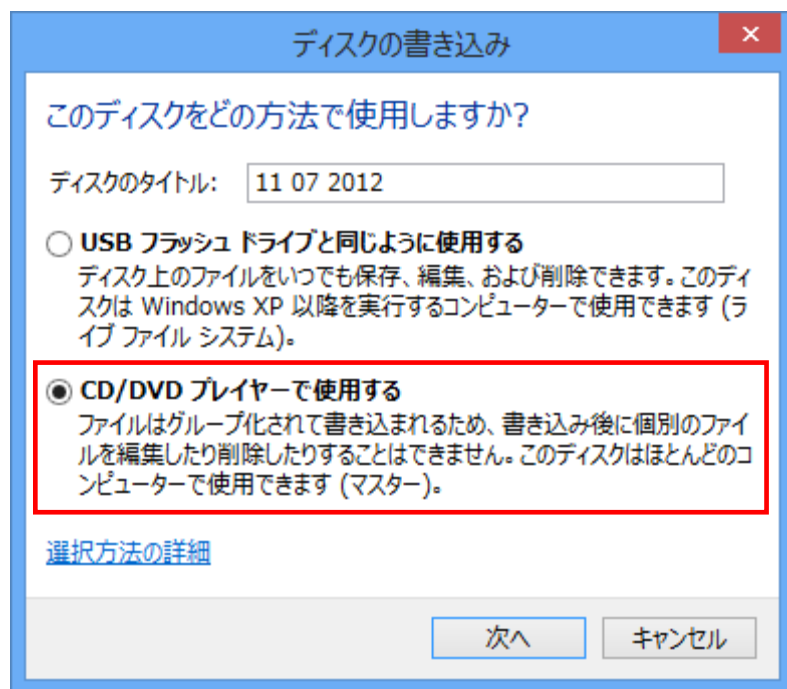 ディスクの書き込み
このディスクをどの方法で使用しますか?
ディスクのタイトル: 11 07 2012
USB フラッシュ ドライブと同じように使用する
ディスク上のファイルをいつでも保存、編集、および削除できます。このディ
スクは Windows XP 以降を実行するコンピューターで使用できます (ラ
イブ ファイル システム)。
CD/DVD プレイヤーで使用する
ファイルはグループ化されて書き込まれるため、書き込み後に個別のファイ
ルを編集したり削除したりすることはできません。このディスクはほとんどのコ
ンピューターで使用できます (マスター)。
選択方法の詳細
次へ キャンセル